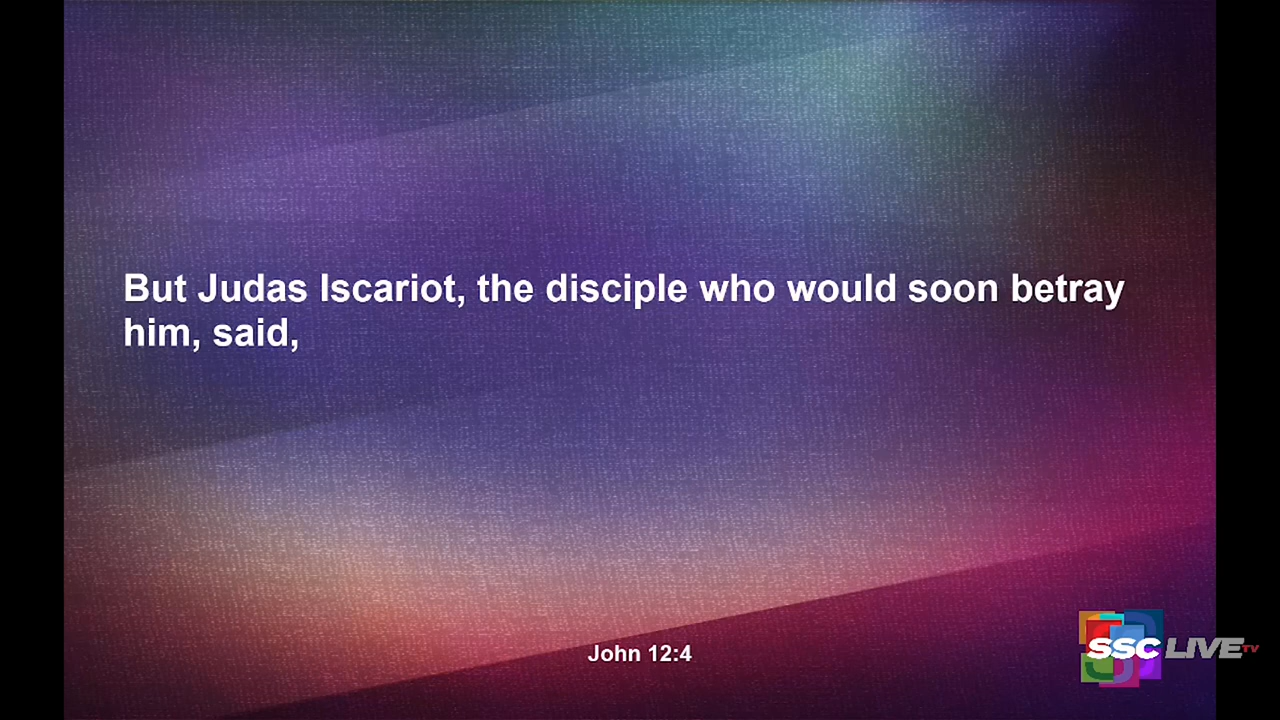 But Judas Iscariot, the disciple who would soon betray
him, said,
John 12:4
SSC LIVE TV